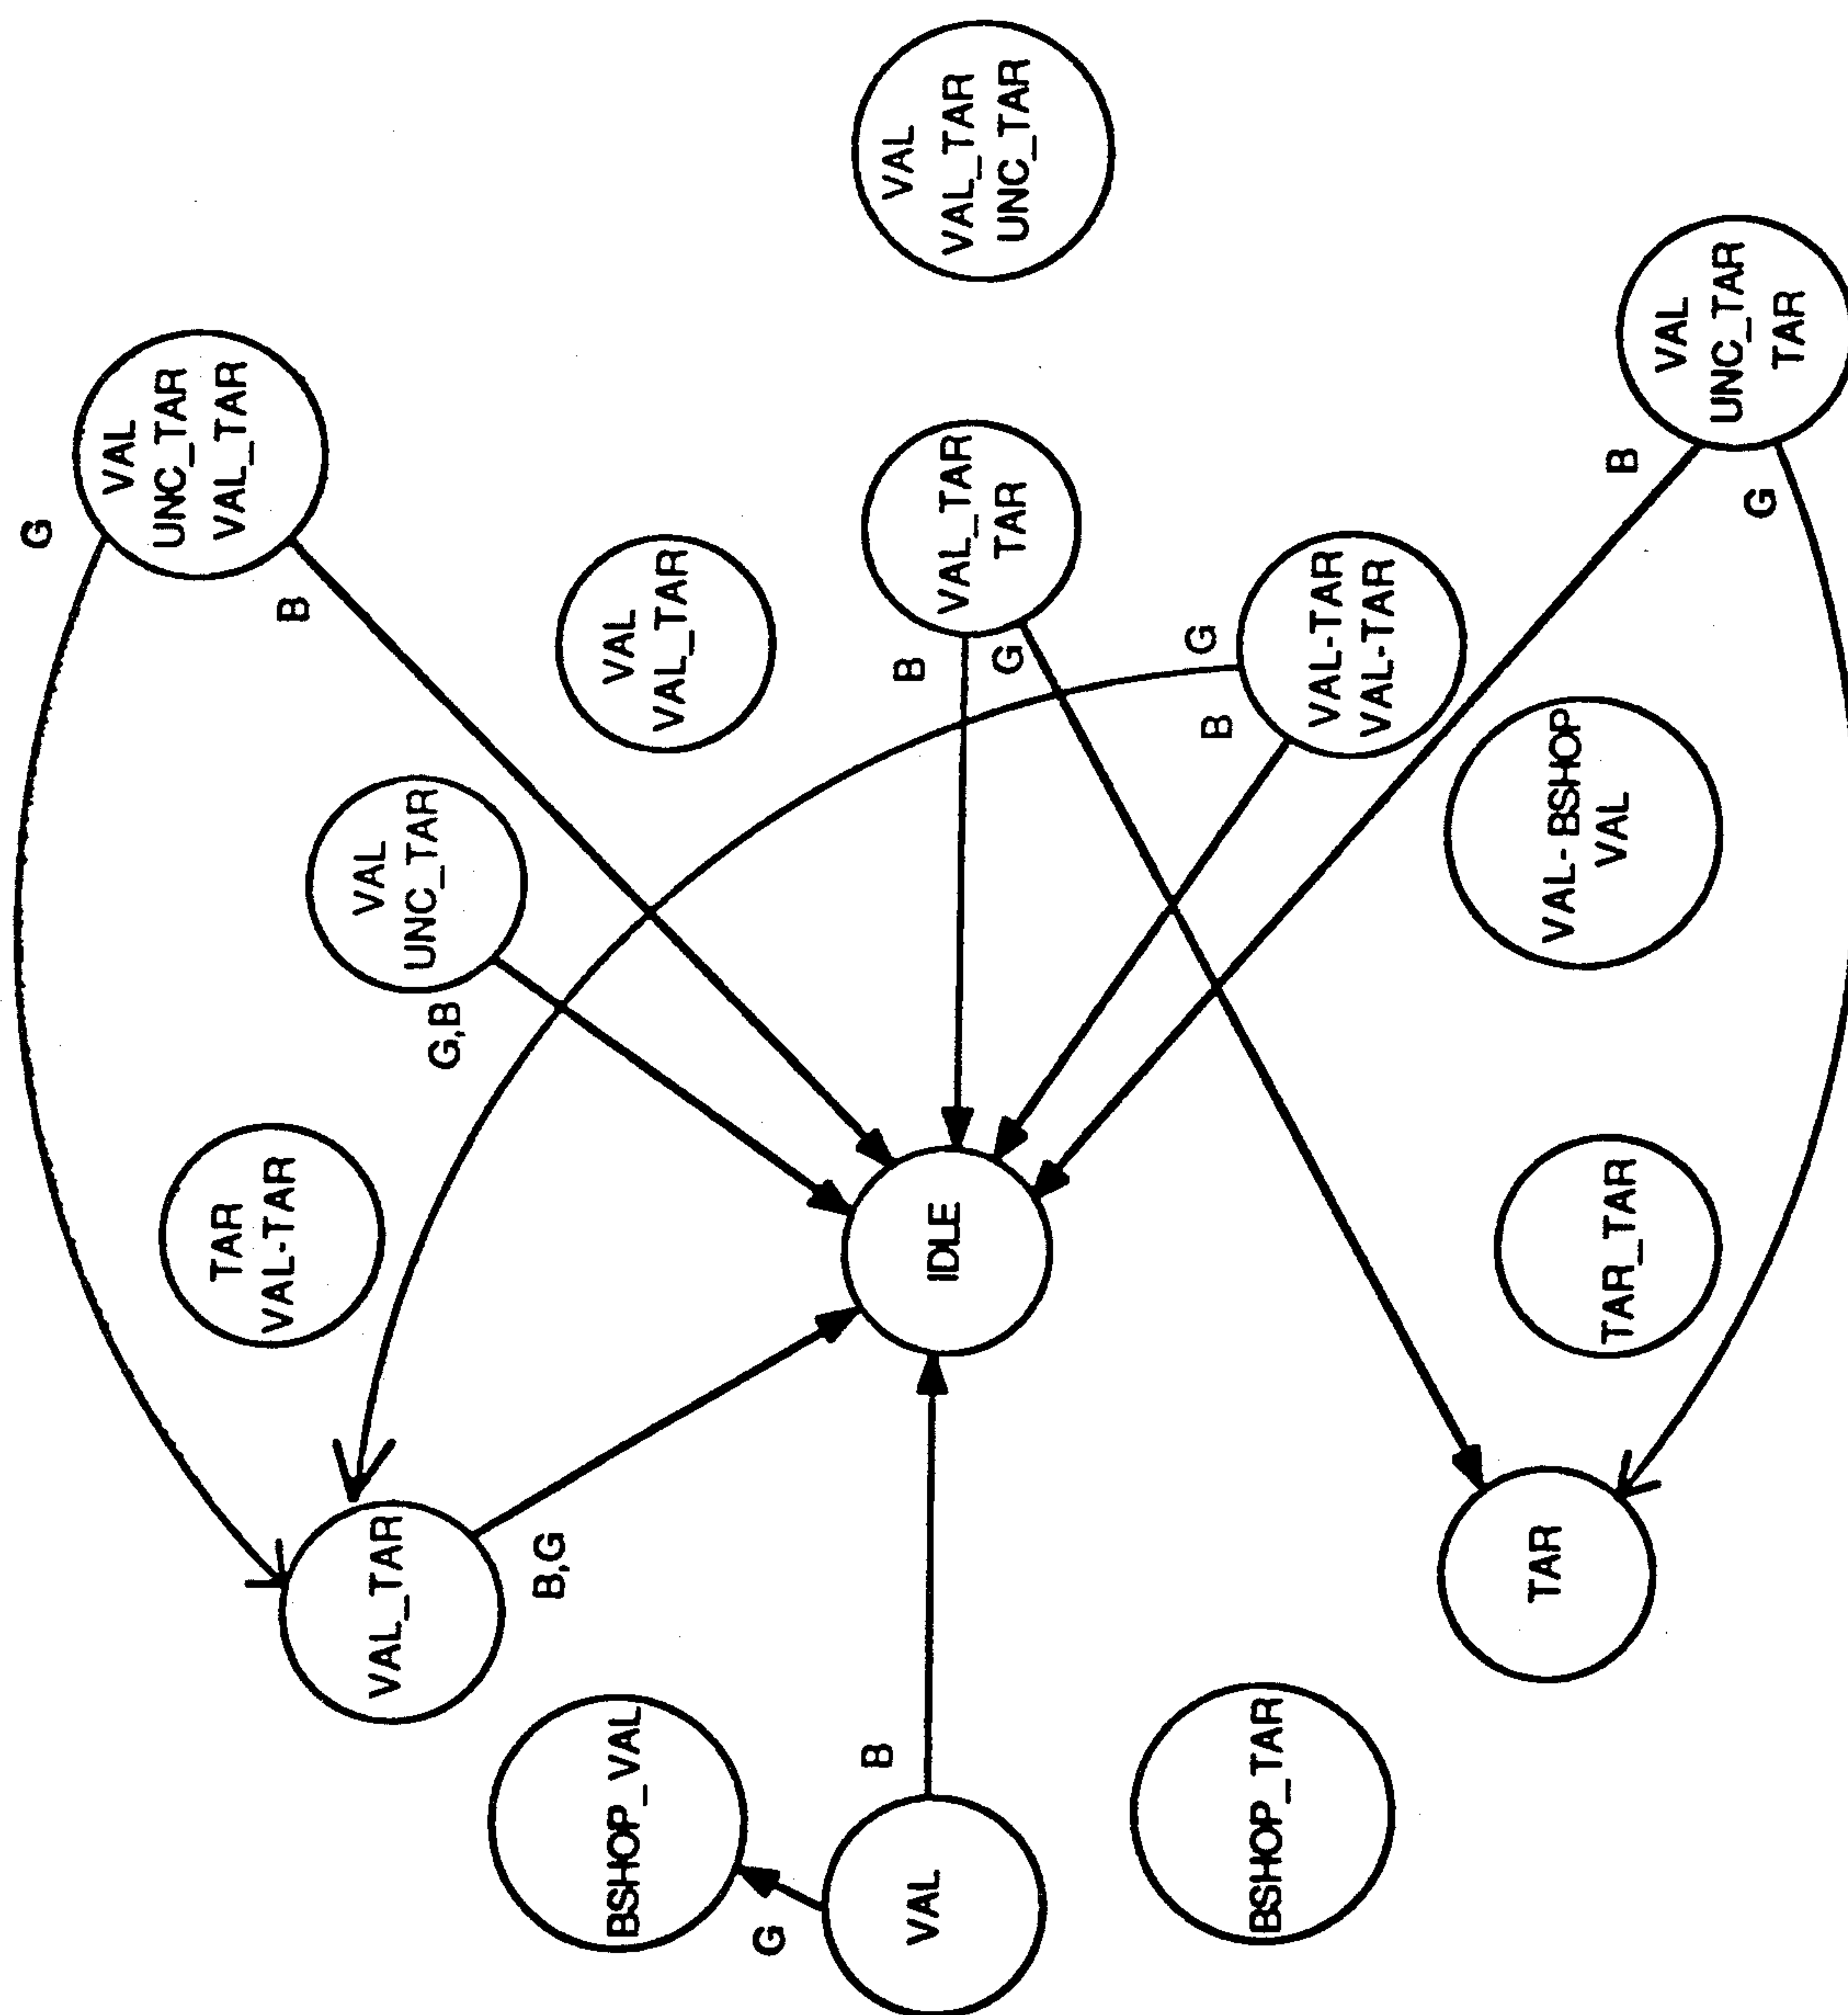 G
VAL
UNC_TAR
VAL_TAR
TAR
VAL-TAR
B
VAL_TAR
VAL
UNC_TAR
G,B
B,G
BSHOP_VAL
VAL
VAL_TAR
G
B
B
VAL
IDLE
VAL_TAR
TAR
VAL
VAL_TAR
UNC_TAR
G
G
B
BSHOP_TAR
VAL-TAR
VAL-TAR
TAR
VAL-BSHOP
VAL
TAR_TAR
B
VAL
UNC_TAR
TAR
G